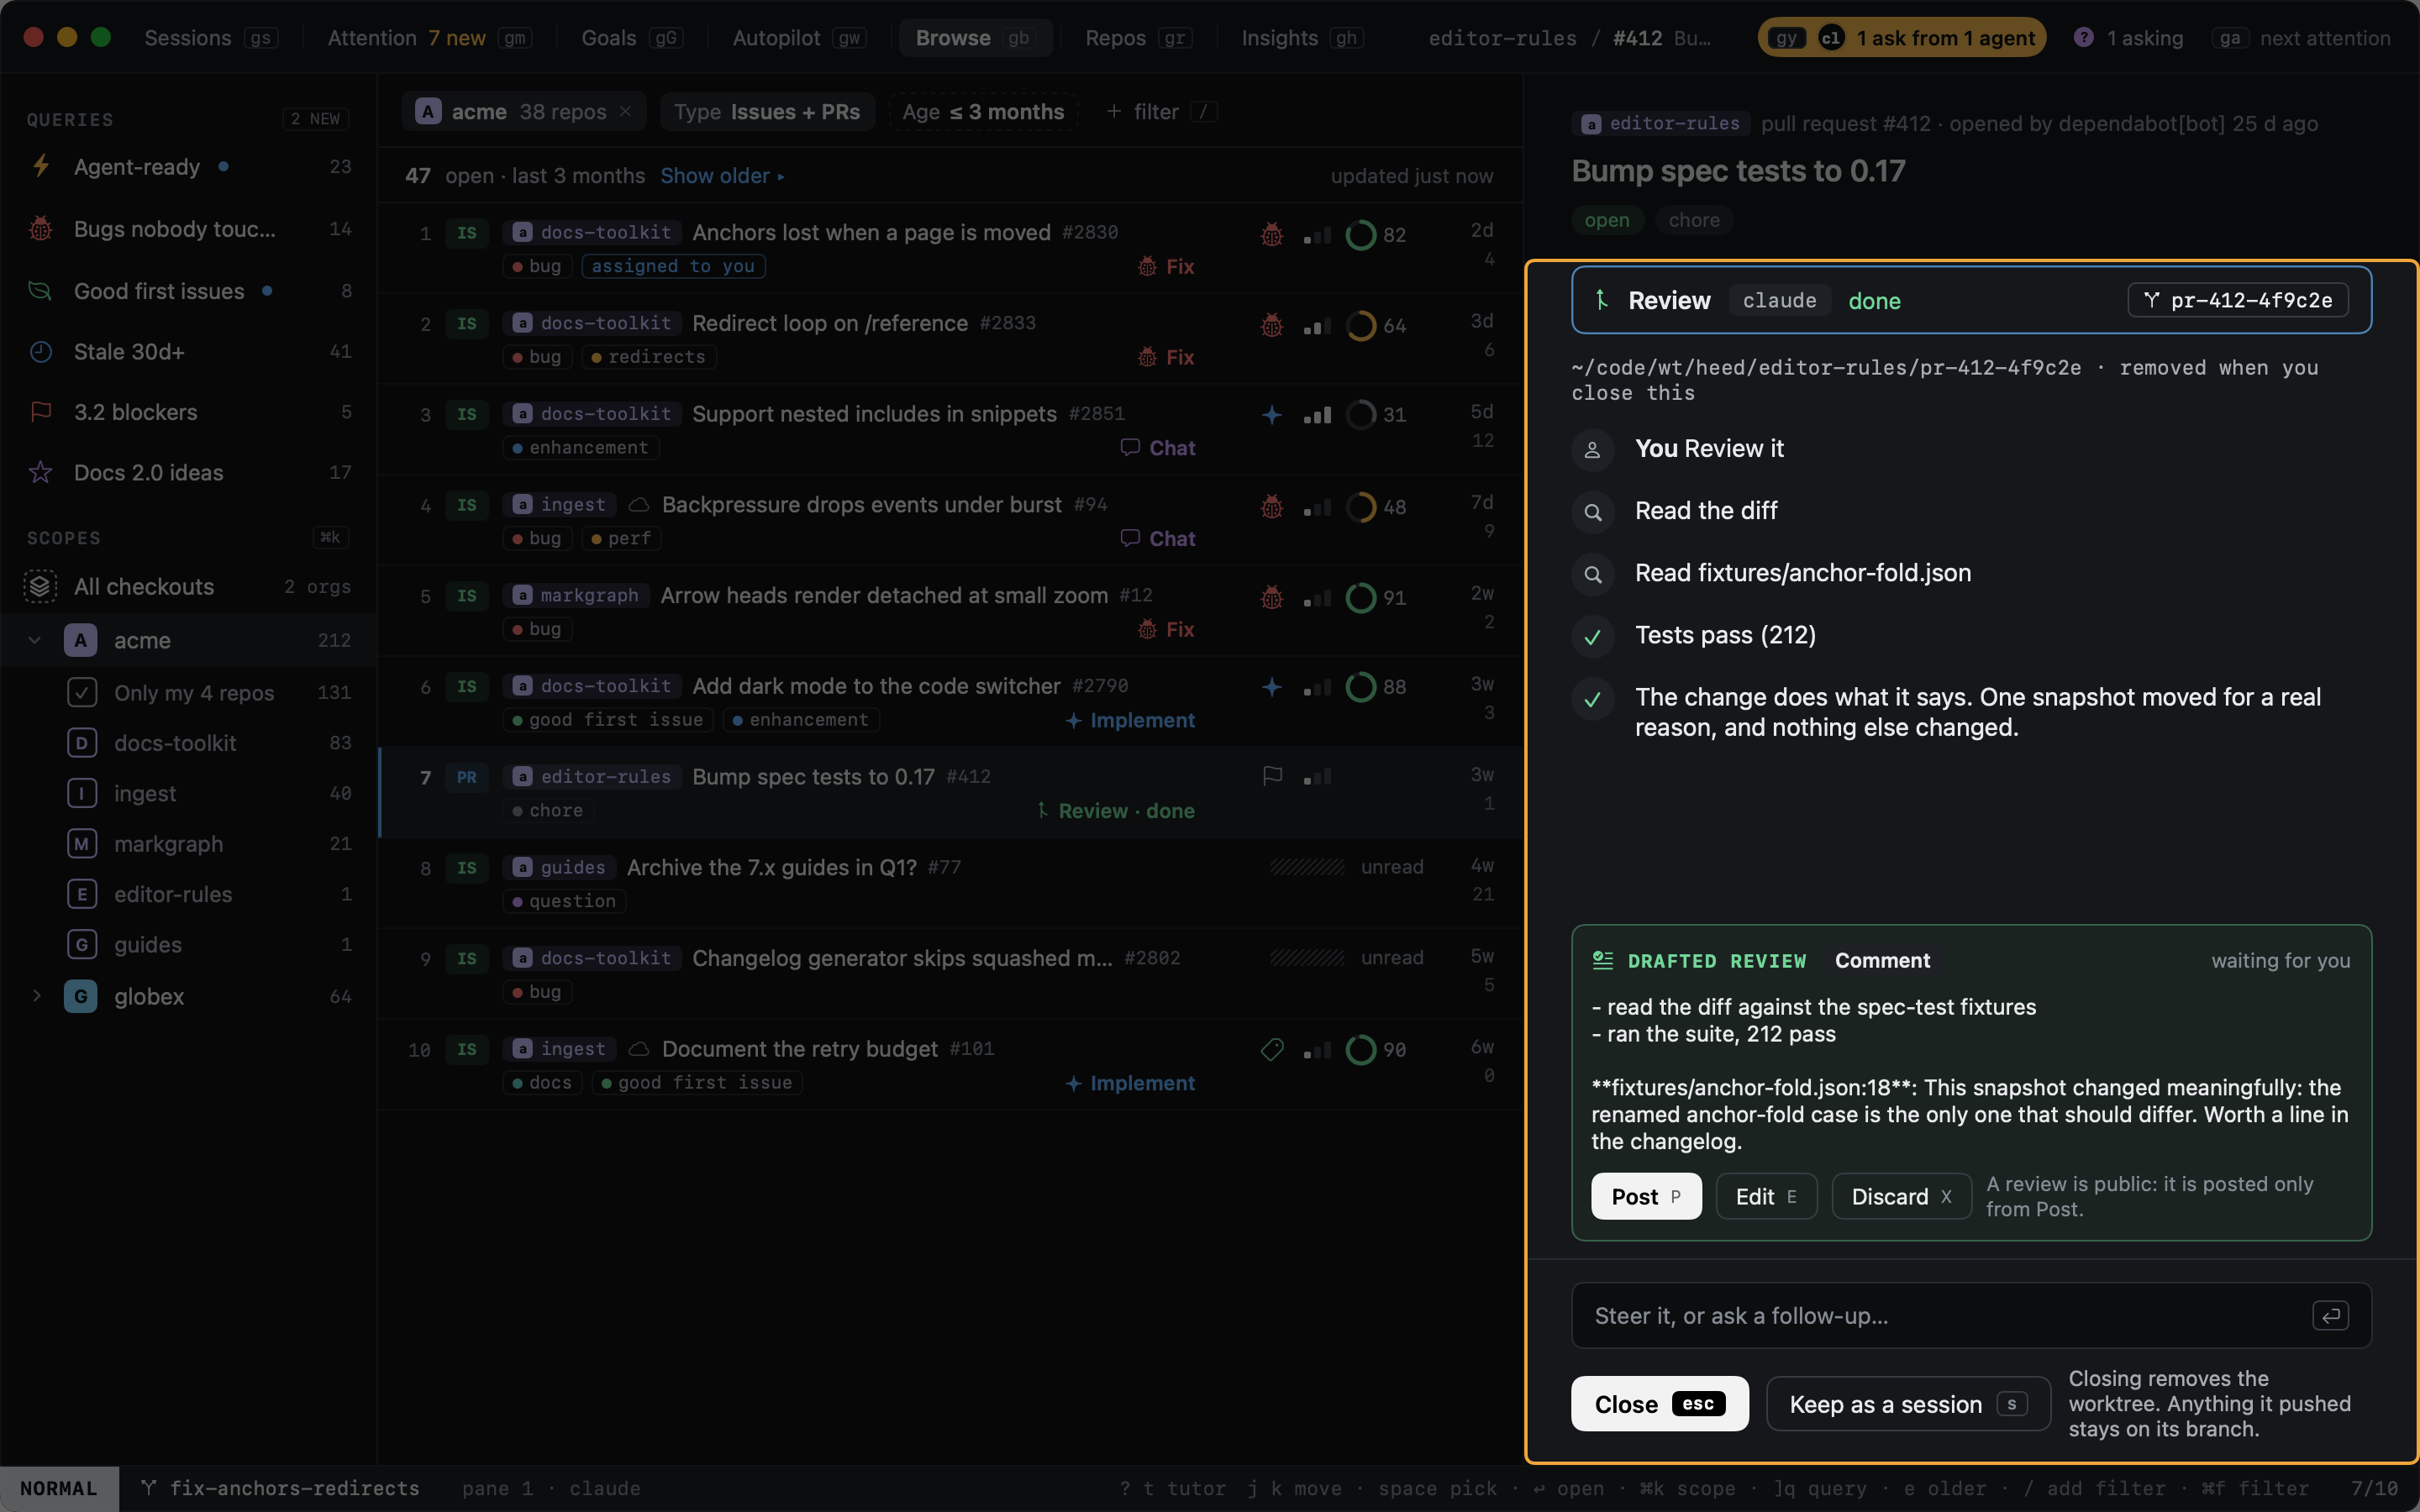 Sessions gs Attention 7 new gm Goals gG Autopilot gw Browse gb Repos gr Insights gh editor-rules / #412 Bu… gy cl 1 ask from 1 agent ? 1 asking ga next attention
QUERIES 2 NEW
Agent-ready 23
Bugs nobody touc… 14
Good first issues 8
Stale 30d+ 41
3.2 blockers 5
Docs 2.0 ideas 17
SCOPES ⌘k
All checkouts 2 orgs
A acme 212
Only my 4 repos 131
D docs-toolkit 83
I ingest 40
M markgraph 21
E editor-rules 1
G guides 1
G globex 64
A acme 38 repos × Type Issues + PRs Age ≤ 3 months + filter /
47 open · last 3 months Show older ▸ updated just now
1 IS a docs-toolkit Anchors lost when a page is moved #2830 82 2d
bug assigned to you Fix 4
2 IS a docs-toolkit Redirect loop on /reference #2833 64 3d
bug redirects Fix 6
3 IS a docs-toolkit Support nested includes in snippets #2851 31 5d
enhancement Chat 12
4 IS a ingest Backpressure drops events under burst #94 48 7d
bug perf Chat 9
5 IS a markgraph Arrow heads render detached at small zoom #12 91 2w
bug Fix 2
6 IS a docs-toolkit Add dark mode to the code switcher #2790 88 3w
good first issue enhancement Implement 3
7 PR a editor-rules Bump spec tests to 0.17 #412 3w
chore Review · done 1
8 IS a guides Archive the 7.x guides in Q1? #77 unread 4w
question 21
9 IS a docs-toolkit Changelog generator skips squashed m… #2802 unread 5w
bug 5
10 IS a ingest Document the retry budget #101 90 6w
docs good first issue Implement 0
a editor-rules pull request #412 · opened by dependabot[bot] 25 d ago
Bump spec tests to 0.17
open chore
Review claude done pr-412-4f9c2e
~/code/wt/heed/editor-rules/pr-412-4f9c2e · removed when you
close this
You Review it
Read the diff
Read fixtures/anchor-fold.json
Tests pass (212)
The change does what it says. One snapshot moved for a real
reason, and nothing else changed.
DRAFTED REVIEW Comment waiting for you
- read the diff against the spec-test fixtures
- ran the suite, 212 pass
**fixtures/anchor-fold.json:18**: This snapshot changed meaningfully: the
renamed anchor-fold case is the only one that should differ. Worth a line in
the changelog.
Post P Edit E Discard X A review is public: it is posted only
from Post.
Steer it, or ask a follow-up…
Close esc Keep as a session s Closing removes the
worktree. Anything it pushed
stays on its branch.
NORMAL fix-anchors-redirects pane 1 · claude ? t tutor j k move · space pick · ↩ open · ⌘k scope · ]q query · e older · / add filter · ⌘f filter 7/10